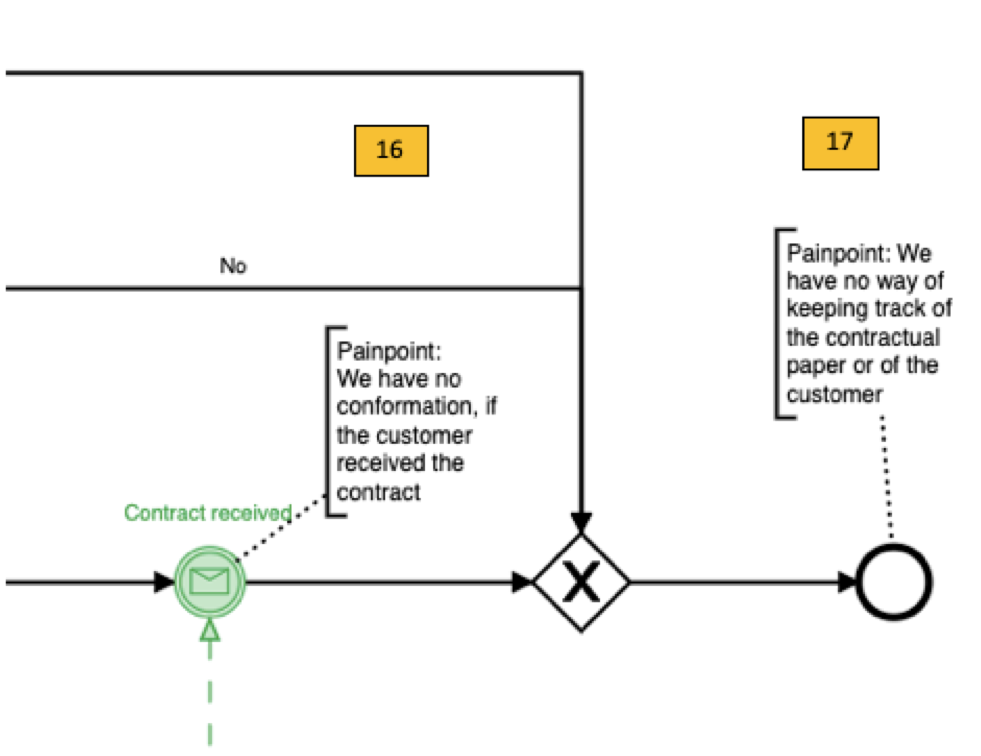 16
17
No
Painpoint: We
have no way of
keeping track of
the contractual
paper or of the
customer
Painpoint:
We have no
conformation, if
the customer
received the
contract
Contract received
X